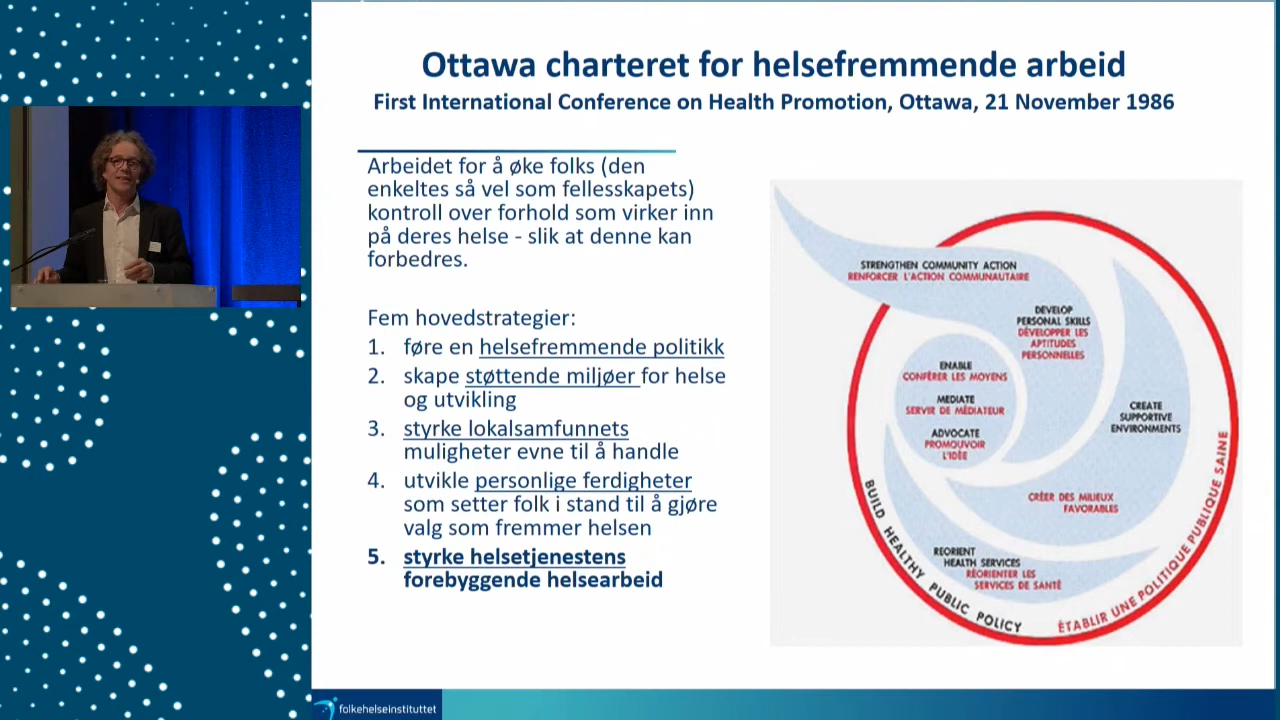 Ottawa charteret for helsefremmende arbeid
First International Conference on Health Promotion, Ottawa, 21 November 1986
Arbeidet for å øke folks (den
enkeltes så vel som fellesskapets)
kontroll over forhold som virker inn
på deres helse - slik at denne kan
forbedres.
Fem hovedstrategier:
1. føre en helsefremmende politikk
2. skape støttende miljøer for helse
og utvikling
3. styrke lokalsamfunnets
muligheter evne til å handle
4. utvikle personlige ferdigheter
som setter folk i stand til å gjøre
valg som fremmer helsen
5. styrke helsetjenestens
forebyggende helsearbeid
STRENGTHEN COMMUNITY ACTION
RENFORCER L'ACTION COMMUNAUTAIRE
DEVELOP
PERSONAL SKILLS
DÉVELOPPER LES
APTITUDES
PERSONNELLES
ENABLE
CONFÉRER LES MOYENS
MEDIATE
SERVIR DE MÉDIATEUR
ADVOCATE
PROMOUVOIR
L'IDÉE
CREATE
SUPPORTIVE
ENVIRONMENTS
CRÉER DES MILIEUX
FAVORABLES
REORIENT
HEALTH SERVICES
RÉORIENTER LES
SERVICES DE SANTÉ
BUILD HEALTHY PUBLIC POLICY
ÉTABLIR UNE POLITIQUE PUBLIQUE SAINE
folkehelseinstituttet